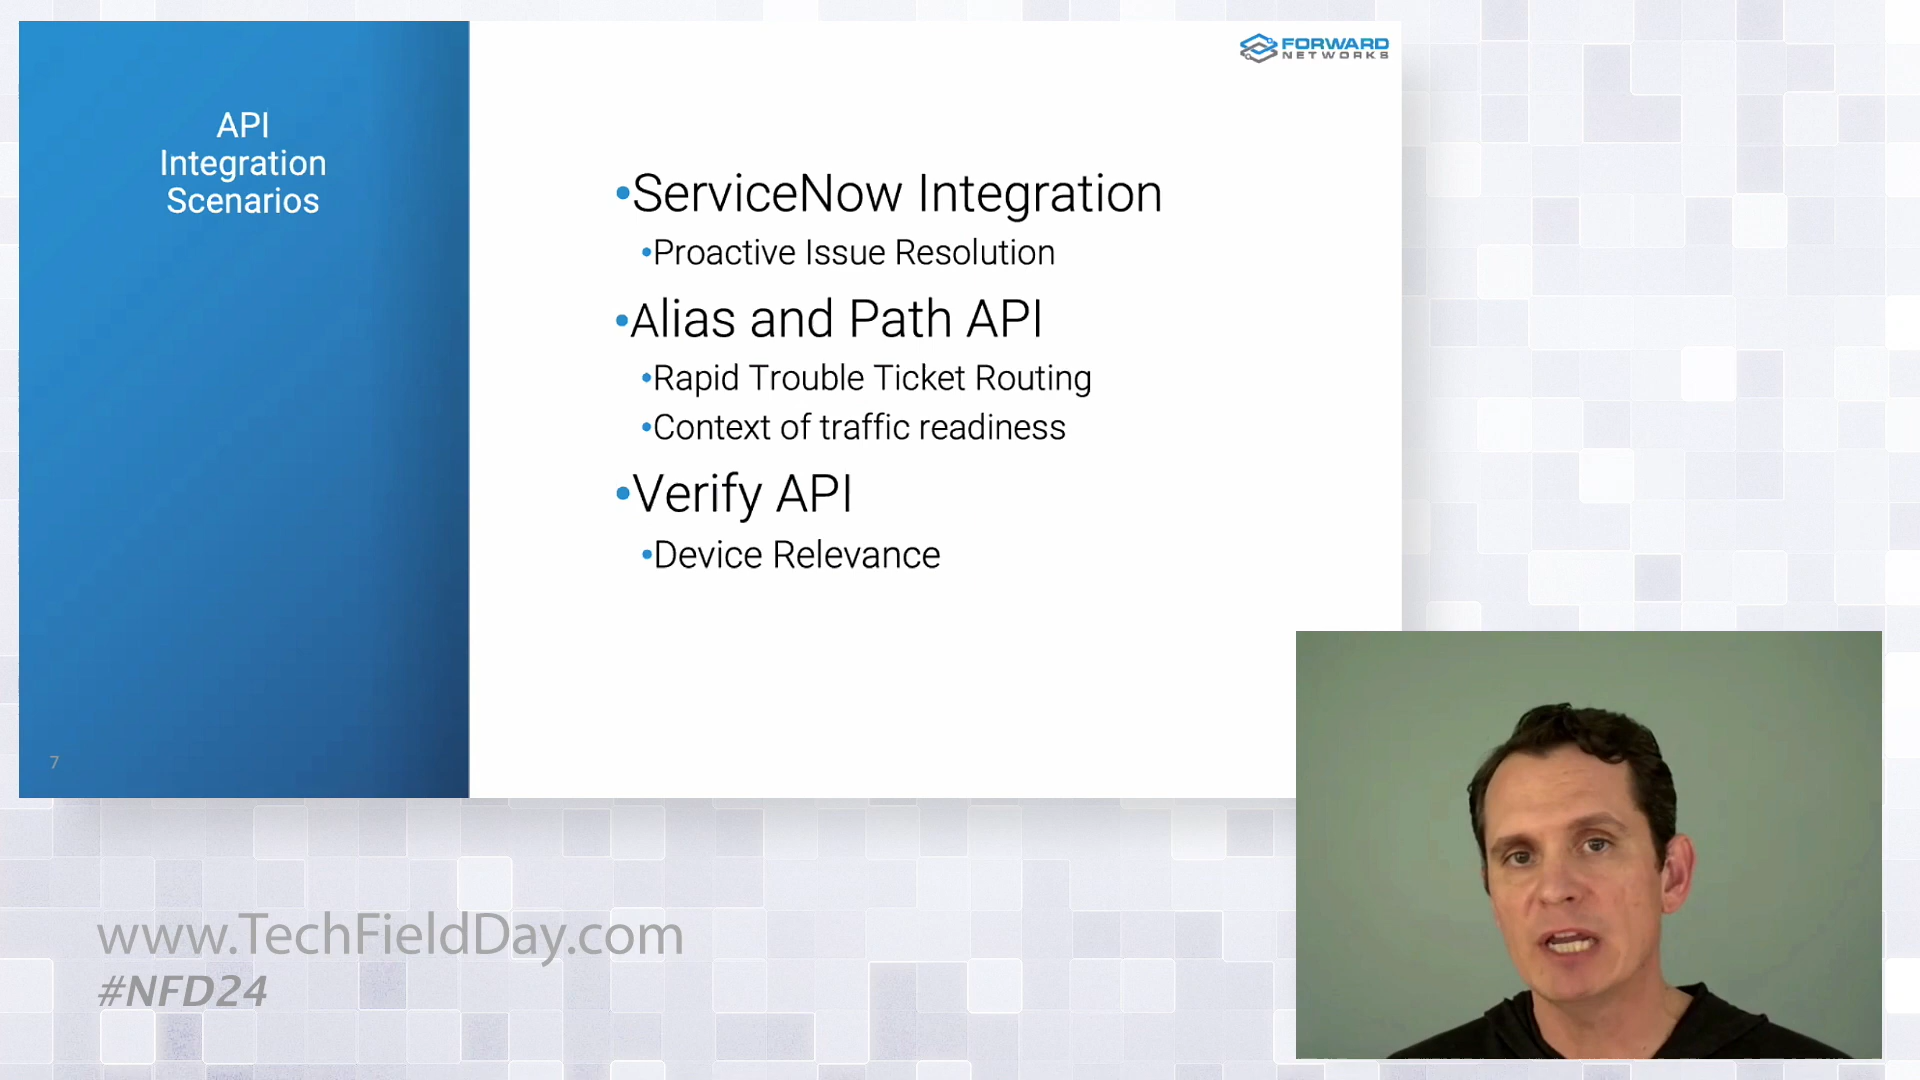 FORWARD
NETWORKS
API
Integration
Scenarios
•ServiceNow Integration
•Proactive Issue Resolution
•Alias and Path API
•Rapid Trouble Ticket Routing
•Context of traffic readiness
•Verify API
•Device Relevance
7
www.TechFieldDay.com
#NFD24